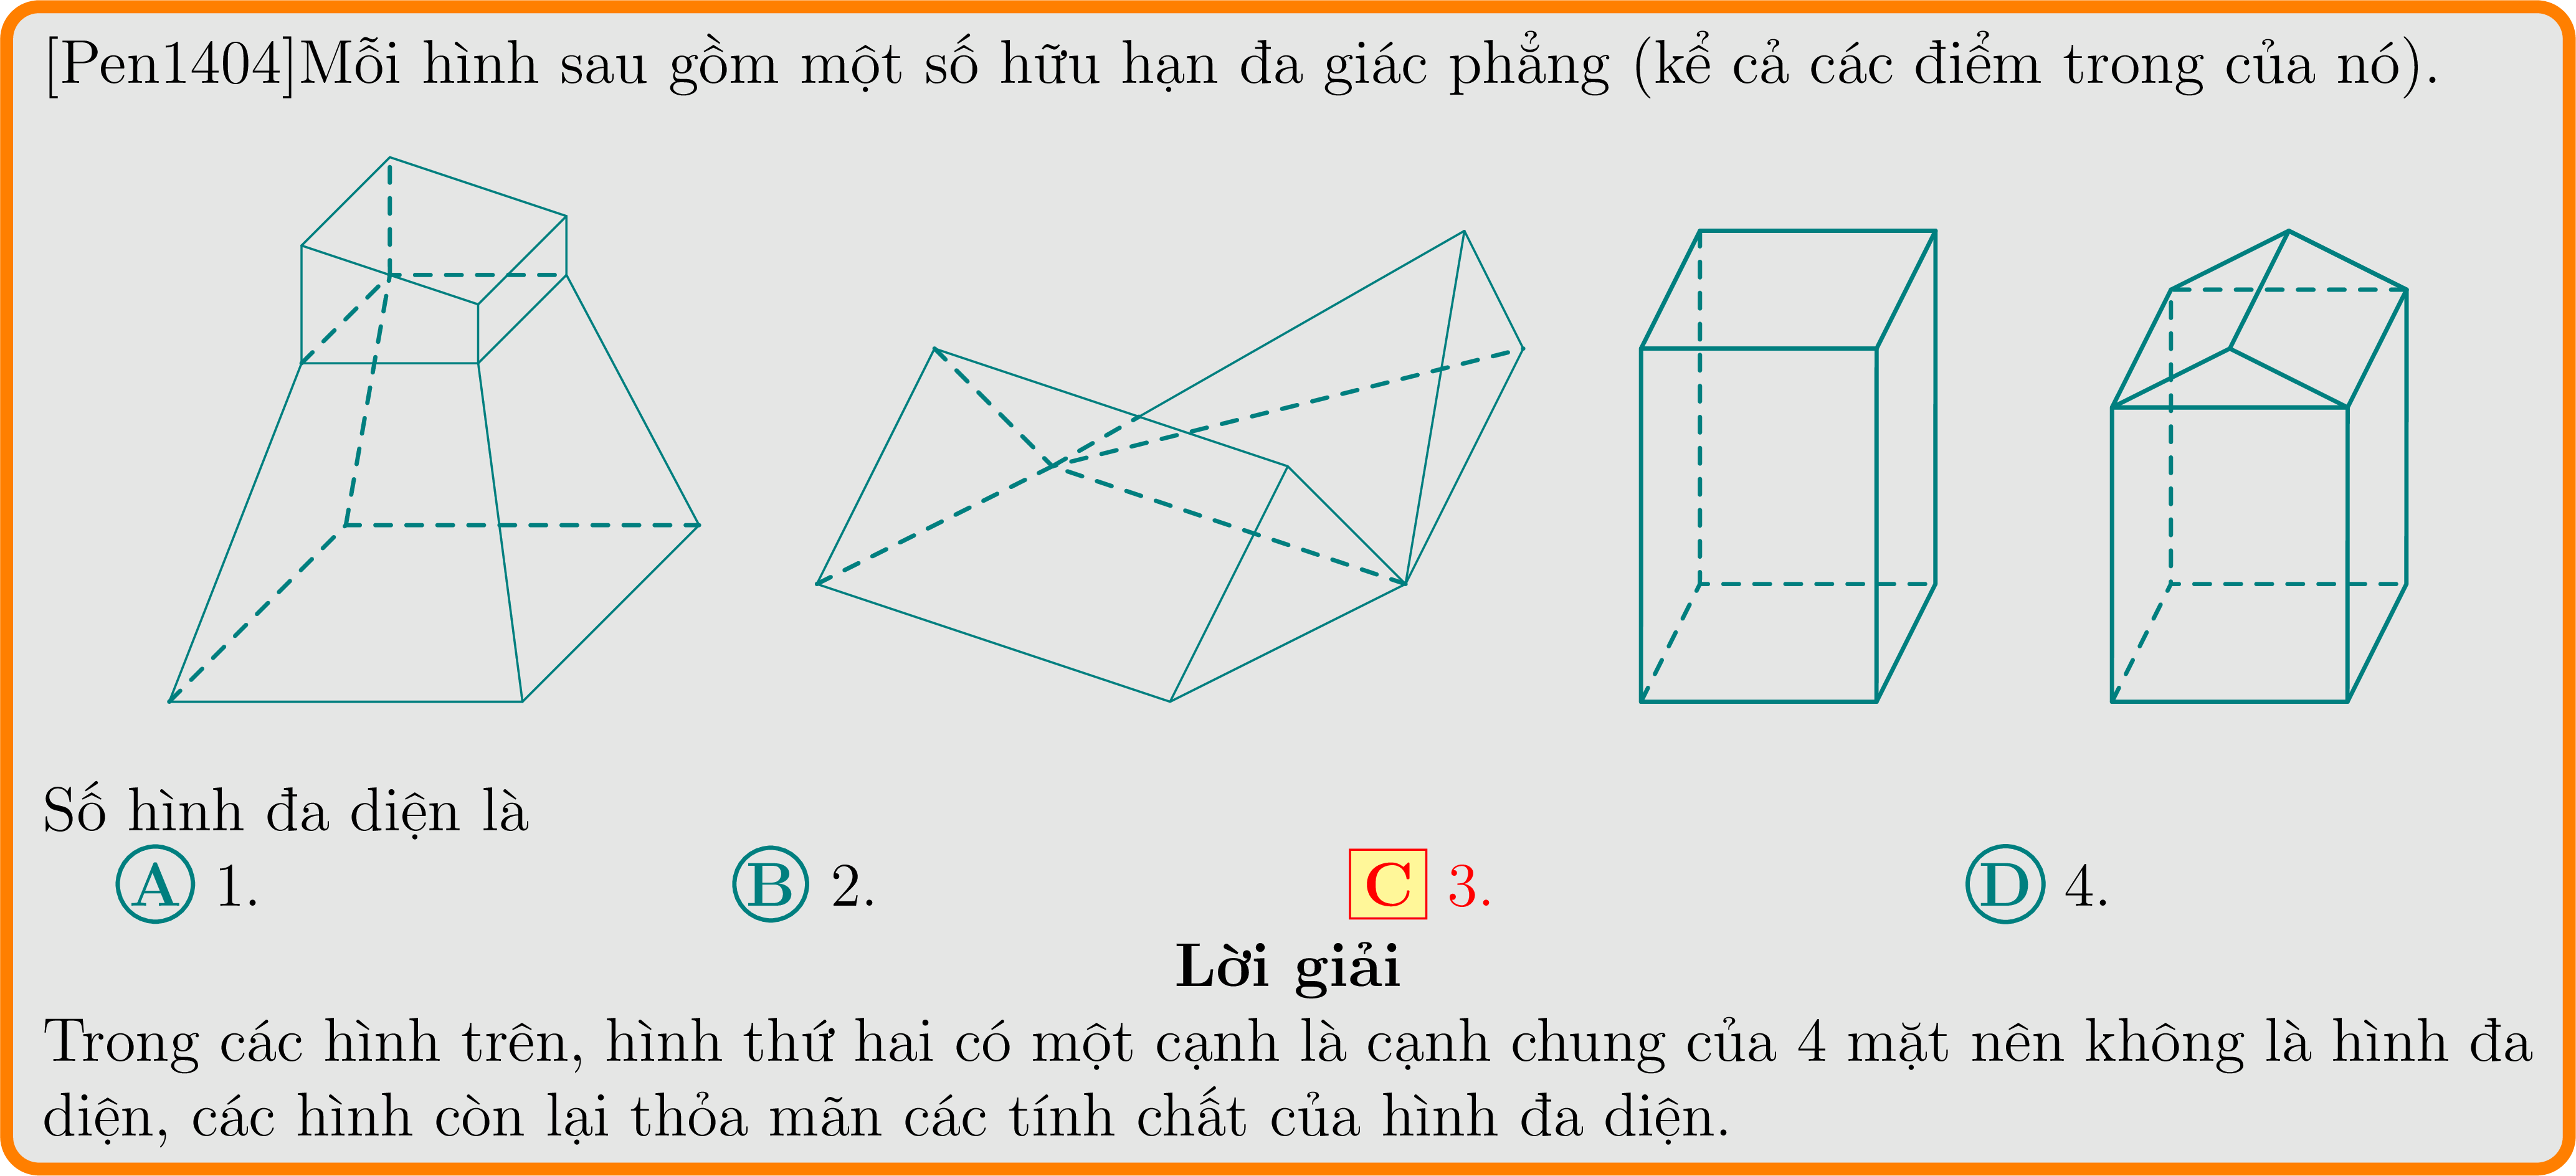 [Pen1404]Mỗi hình sau gồm một số hữu hạn đa giác phẳng (kể cả các điểm trong của nó).
Số hình đa diện là
A 1. B 2. C 3. D 4.
Lời giải
Trong các hình trên, hình thứ hai có một cạnh là cạnh chung của 4 mặt nên không là hình đa
diện, các hình còn lại thỏa mãn các tính chất của hình đa diện.